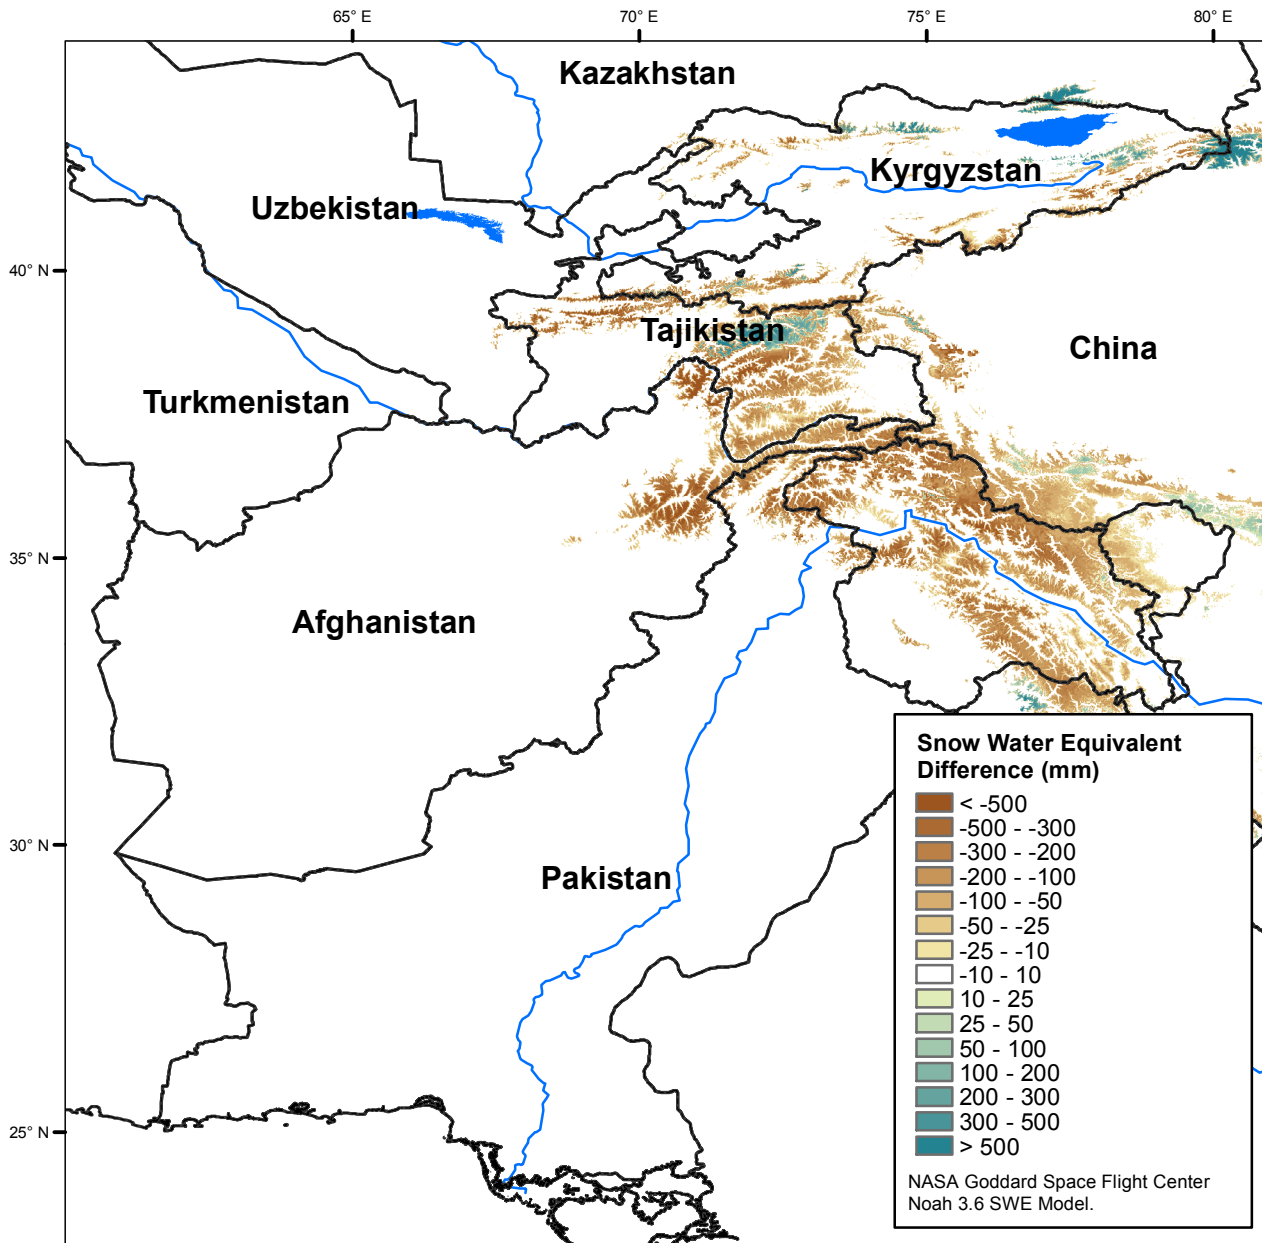 65° E
70° E
75° E
80° E
Kazakhstan
Kyrgyzstan
Uzbekistan
40° N
Tajikistan
China
Turkmenistan
35° N
Afghanistan
30° N
Pakistan
25° N
Snow Water Equivalent
Difference (mm)
< -500
-500 - -300
-300 - -200
-200 - -100
-100 - -50
-50 - -25
-25 - -10
-10 - 10
10 - 25
25 - 50
50 - 100
100 - 200
200 - 300
300 - 500
> 500
NASA Goddard Space Flight Center
Noah 3.6 SWE Model.